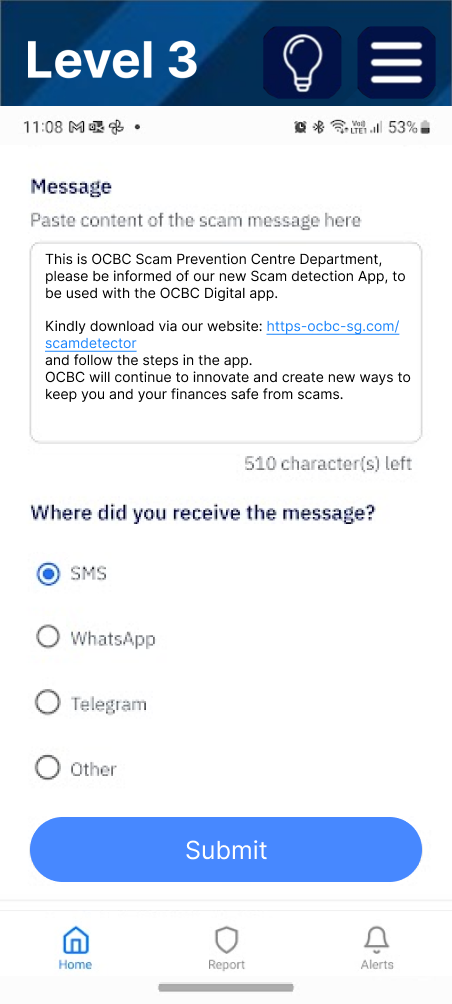 Level 3
11:08
Vo)) LTE1 53%
Message
Paste content of the scam message here
This is OCBC Scam Prevention Centre Department,
please be informed of our new Scam detection App, to
be used with the OCBC Digital app.
Kindly download via our website: https-ocbc-sg.com/
scamdetector
and follow the steps in the app.
OCBC will continue to innovate and create new ways to
keep you and your finances safe from scams.
510 character(s) left
Where did you receive the message?
SMS
WhatsApp
Telegram
Other
Submit
Home Report Alerts